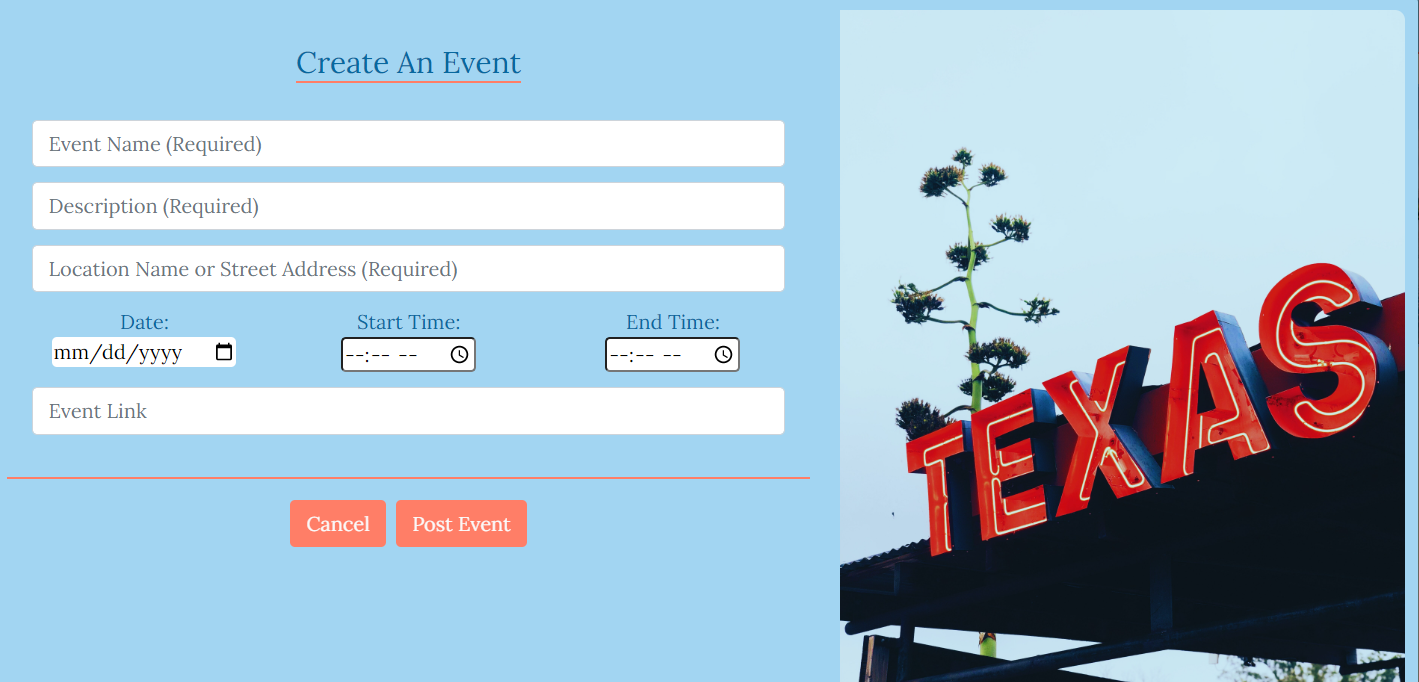 Create An Event
Event Name (Required)
Description (Required)
Location Name or Street Address (Required)
Date: Start Time: End Time:
mm/dd/yyyy --:-- -- --:-- --
Event Link
Cancel Post Event
TEXAS